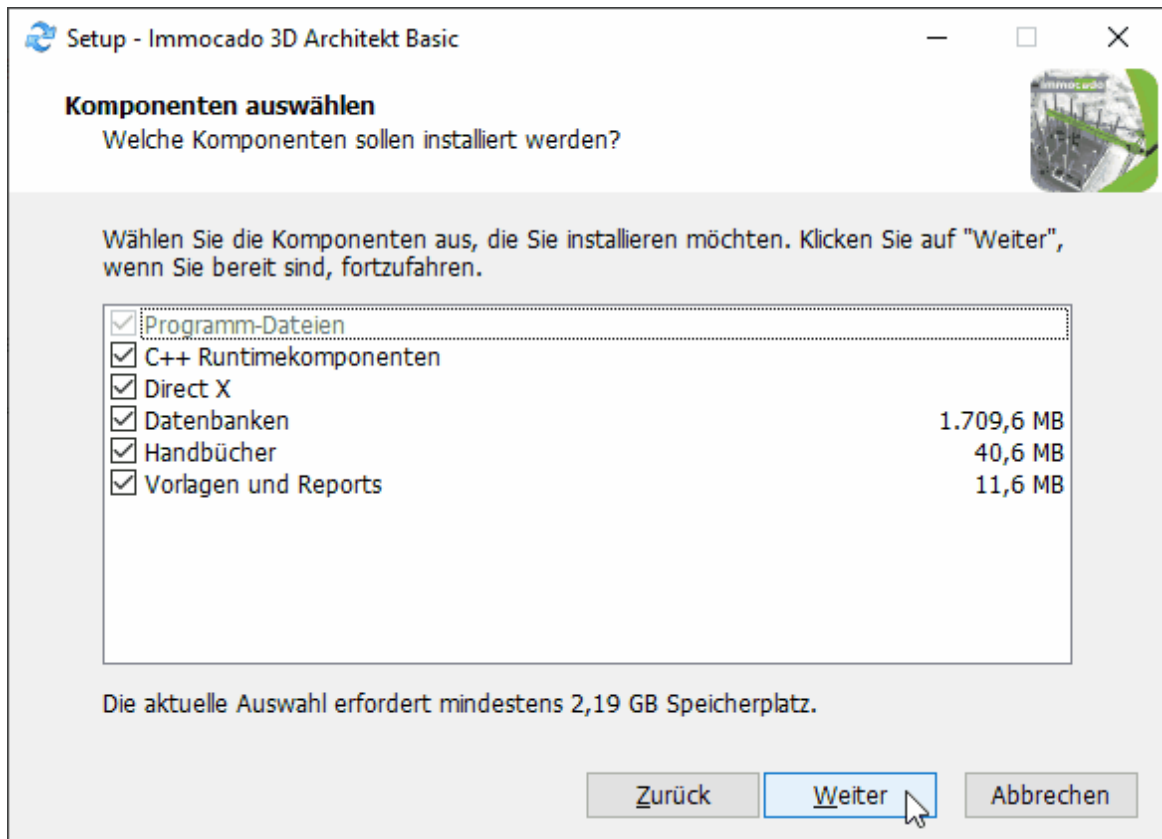 Setup - Immocado 3D Architekt Basic
immocado
Komponenten auswählen
Welche Komponenten sollen installiert werden?
Wählen Sie die Komponenten aus, die Sie installieren möchten. Klicken Sie auf "Weiter",
wenn Sie bereit sind, fortzufahren.
Programm-Dateien
C++ Runtimekomponenten
Direct X
Datenbanken 1.709,6 MB
Handbücher 40,6 MB
Vorlagen und Reports 11,6 MB
Die aktuelle Auswahl erfordert mindestens 2,19 GB Speicherplatz.
Zurück Weiter Abbrechen